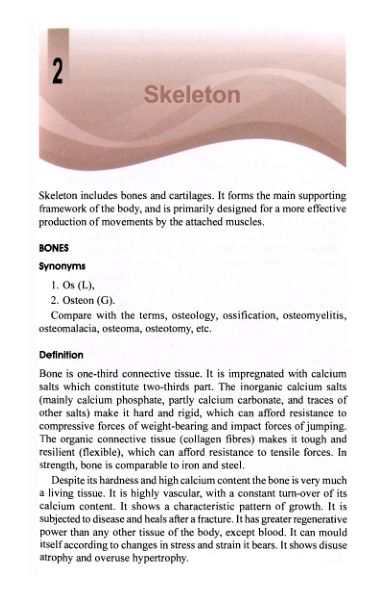 2
Skeleton
Skeleton includes bones and cartilages. It forms the main supporting
framework of the body, and is primarily designed for a more effective
production of movements by the attached muscles.
BONES
Synonyms
1. Os (L),
2. Osteon (G).
Compare with the terms, osteology, ossification, osteomyelitis,
osteomalacia, osteoma, osteotomy, etc.
Definition
Bone is one-third connective tissue. It is impregnated with calcium
salts which constitute two-thirds part. The inorganic calcium salts
(mainly calcium phosphate, partly calcium carbonate, and traces of
other salts) make it hard and rigid, which can afford resistance to
compressive forces of weight-bearing and impact forces of jumping.
The organic connective tissue (collagen fibres) makes it tough and
resilient (flexible), which can afford resistance to tensile forces. In
strength, bone is comparable to iron and steel.
Despite its hardness and high calcium content the bone is very much
a living tissue. It is highly vascular, with a constant turn-over of its
calcium content. It shows a characteristic pattern of growth. It is
subjected to disease and heals after a fracture. It has greater regenerative
power than any other tissue of the body, except blood. It can mould
itself according to changes in stress and strain it bears. It shows disuse
atrophy and overuse hypertrophy.